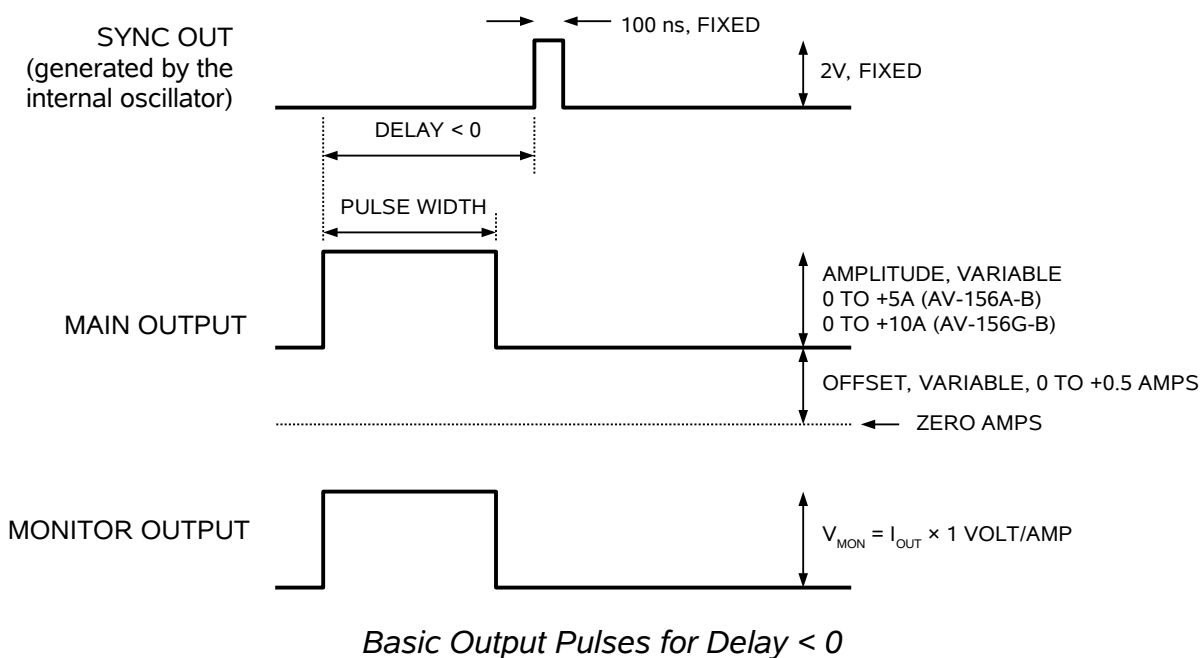 100 ns, FIXED
SYNC OUT
(generated by the
internal oscillator)
2V, FIXED
DELAY < 0
PULSE WIDTH
MAIN OUTPUT
AMPLITUDE, VARIABLE
0 TO +5A (AV-156A-B)
0 TO +10A (AV-156G-B)
OFFSET, VARIABLE, 0 TO +0.5 AMPS
ZERO AMPS
MONITOR OUTPUT
V_MON = I_OUT × 1 VOLT/AMP
Basic Output Pulses for Delay < 0